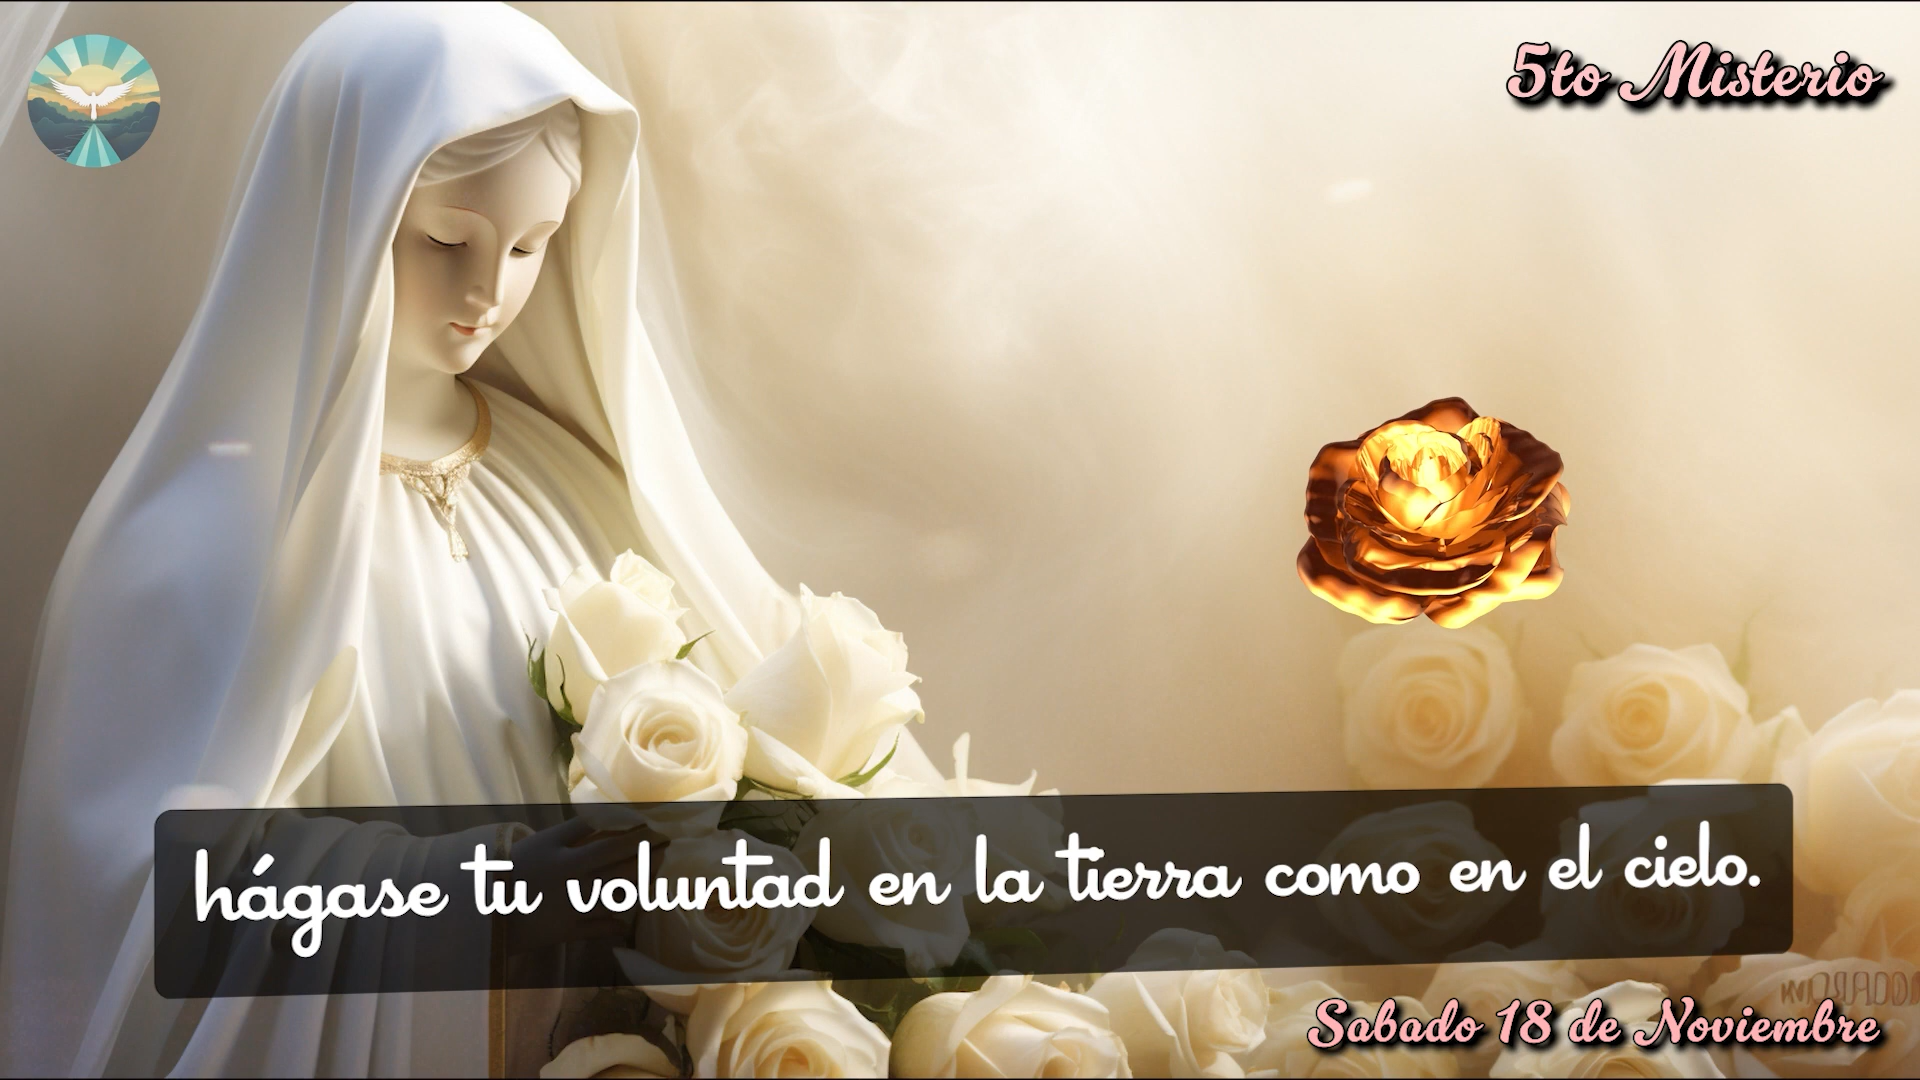 5to Misterio
hágase tu voluntad en la tierra como en el cielo.
Sabado 18 de Noviembre